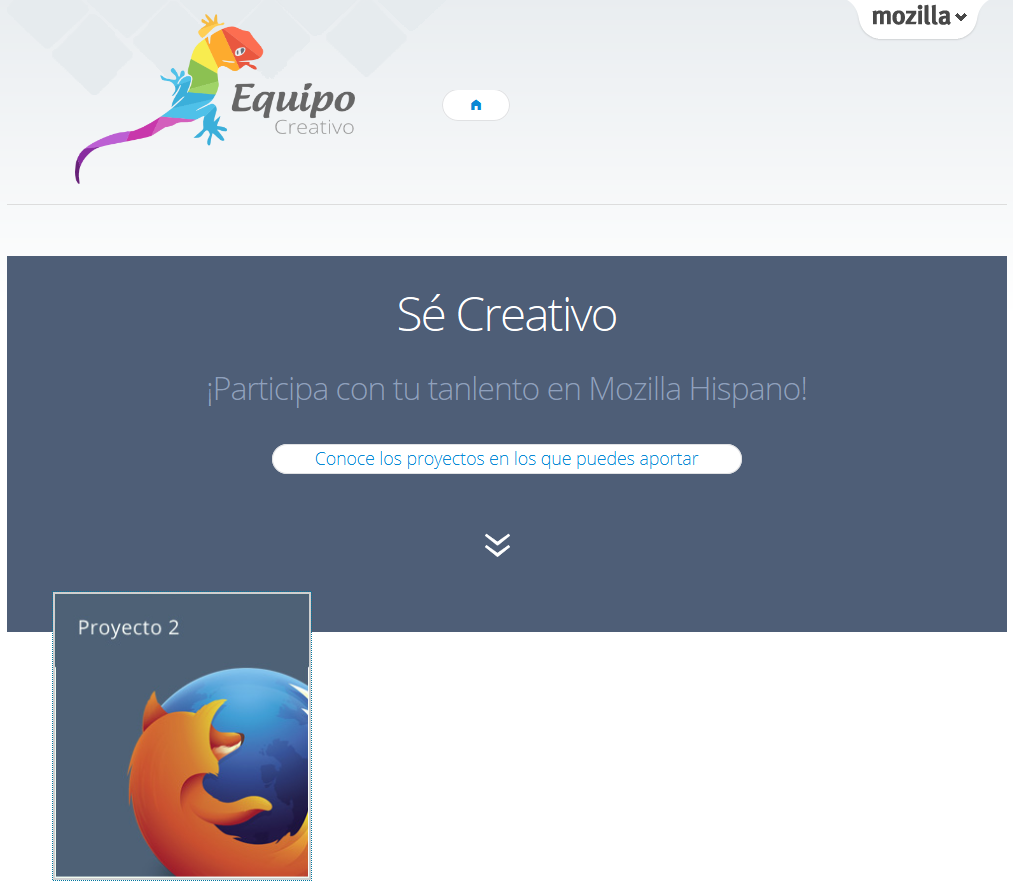 mozilla
Equipo
Creativo
Sé Creativo
¡Participa con tu tanlento en Mozilla Hispano!
Conoce los proyectos en los que puedes aportar
Proyecto 2